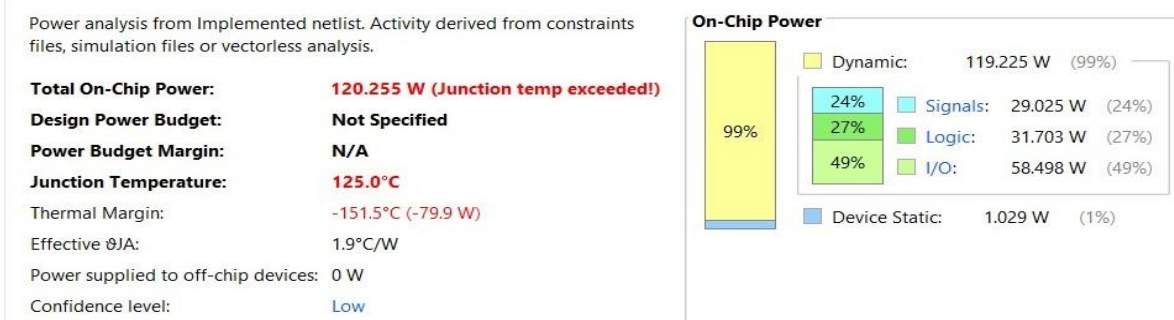 Power analysis from Implemented netlist. Activity derived from constraints
files, simulation files or vectorless analysis.
Total On-Chip Power: 120.255 W (Junction temp exceeded!)
Design Power Budget: Not Specified
Power Budget Margin: N/A
Junction Temperature: 125.0°C
Thermal Margin: -151.5°C (-79.9 W)
Effective ϑJA: 1.9°C/W
Power supplied to off-chip devices: 0 W
Confidence level: Low
On-Chip Power
99%
Dynamic: 119.225 W (99%)
24% Signals: 29.025 W (24%)
27% Logic: 31.703 W (27%)
49% I/O: 58.498 W (49%)
Device Static: 1.029 W (1%)